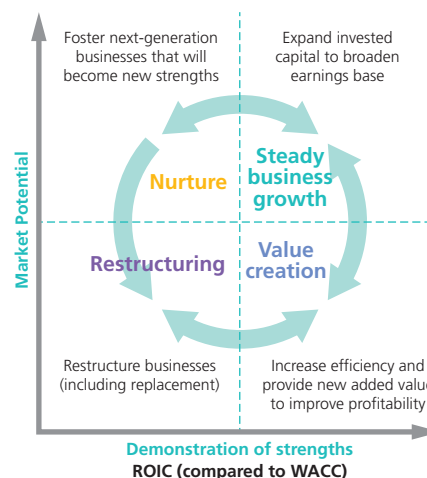 Foster next-generation
businesses that will
become new strengths
Expand invested
capital to broaden
earnings base
Market Potential
Nurture
Steady
business
growth
Restructuring
Value
creation
Restructure businesses
(including replacement)
Increase efficiency and
provide new added value
to improve profitability
Demonstration of strengths
ROIC (compared to WACC)